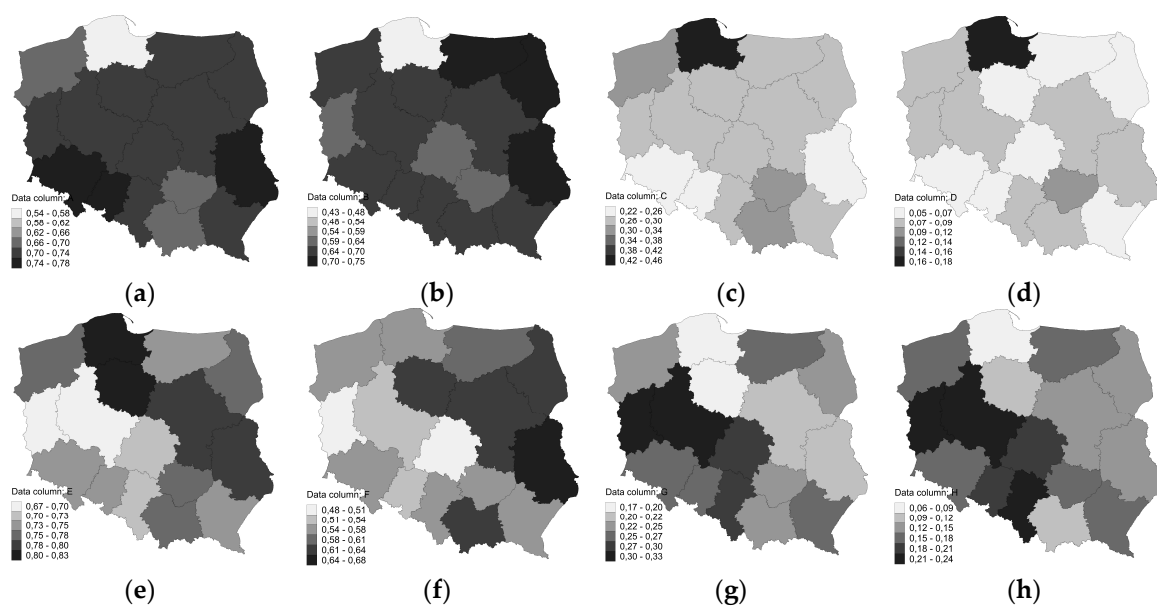 Data column: A
0,54 - 0,58
0,58 - 0,62
0,62 - 0,66
0,66 - 0,70
0,70 - 0,74
0,74 - 0,78
(a)
Data column: B
0,43 - 0,48
0,48 - 0,54
0,54 - 0,59
0,59 - 0,64
0,64 - 0,70
0,70 - 0,75
(b)
Data column: C
0,22 - 0,26
0,26 - 0,30
0,30 - 0,34
0,34 - 0,38
0,38 - 0,42
0,42 - 0,46
(c)
Data column: D
0,05 - 0,07
0,07 - 0,09
0,09 - 0,12
0,12 - 0,14
0,14 - 0,16
0,16 - 0,18
(d)
Data column: E
0,67 - 0,70
0,70 - 0,73
0,73 - 0,75
0,75 - 0,78
0,78 - 0,80
0,80 - 0,83
(e)
Data column: F
0,48 - 0,51
0,51 - 0,54
0,54 - 0,58
0,58 - 0,61
0,61 - 0,64
0,64 - 0,68
(f)
Data column: G
0,17 - 0,20
0,20 - 0,22
0,22 - 0,25
0,25 - 0,27
0,27 - 0,30
0,30 - 0,33
(g)
Data column: H
0,06 - 0,09
0,09 - 0,12
0,12 - 0,15
0,15 - 0,18
0,18 - 0,21
0,21 - 0,24
(h)